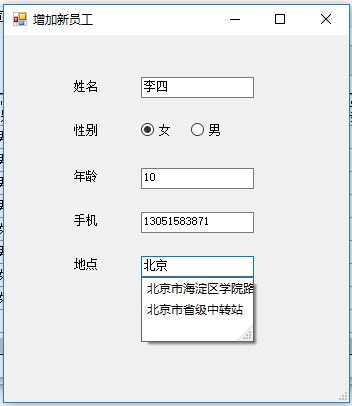 增加新员工
姓名 李四
性别 女 男
年龄 10
手机 13051583871
地点 北京
北京市海淀区学院路
北京市省级中转站